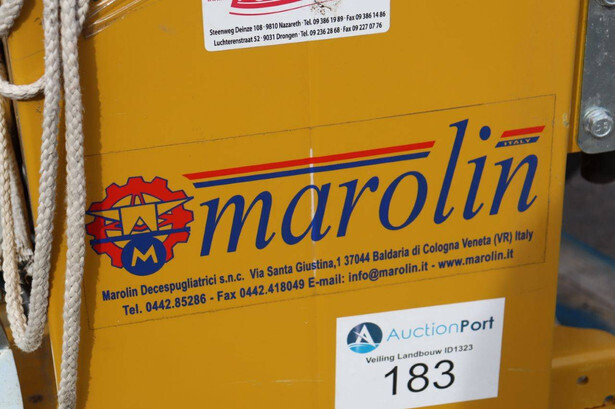 Steenweg Deinze 108 · 9810 Nazareth · Tel. 09 386 19 89 · Fax 09 386 14 86
Luchterenstraat 52 · 9031 Drongen · Tel. 09 236 28 68 · Fax 09 227 07 76
marolin
ITALY
M
Marolin Decespugliatrici s.n.c. Via Santa Giustina,1 37044 Baldaria di Cologna Veneta (VR) Italy
Tel. 0442.85286 - Fax 0442.418049 E-mail: info@marolin.it - www.marolin.it
AuctionPort
Veiling Landbouw ID1323
183